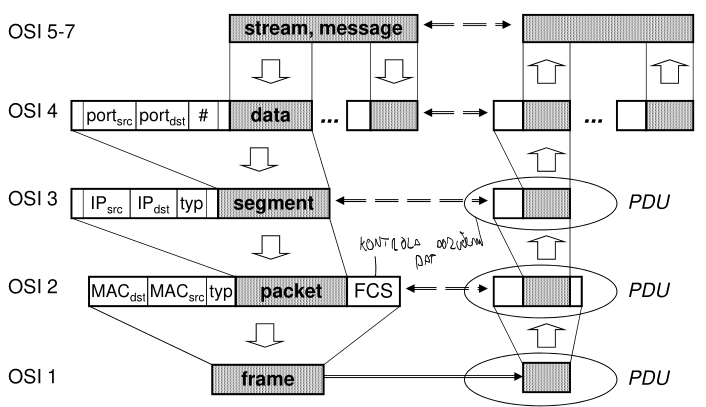 OSI 5-7 stream, message
OSI 4 port src port dst # data ... ...
OSI 3 IP src IP dst typ segment PDU
KONTROLA
DAT
OSI 2 MAC dst MAC src typ packet FCS PDU
OSI 1 frame PDU